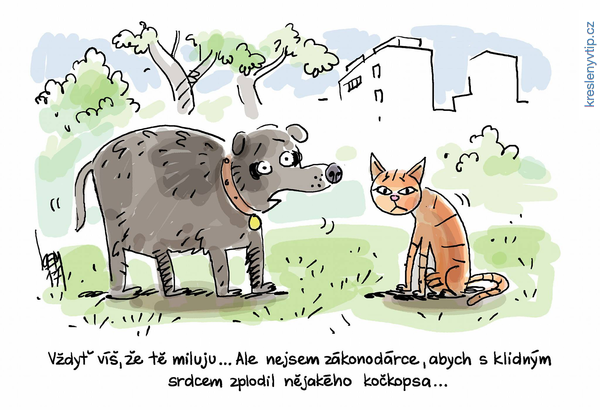 kreslenyvtip.cz
Vždyť víš, že tě miluju... Ale nejsem zákonodárce, abych s klidným
srdcem zplodil nějakého kočkopsa...